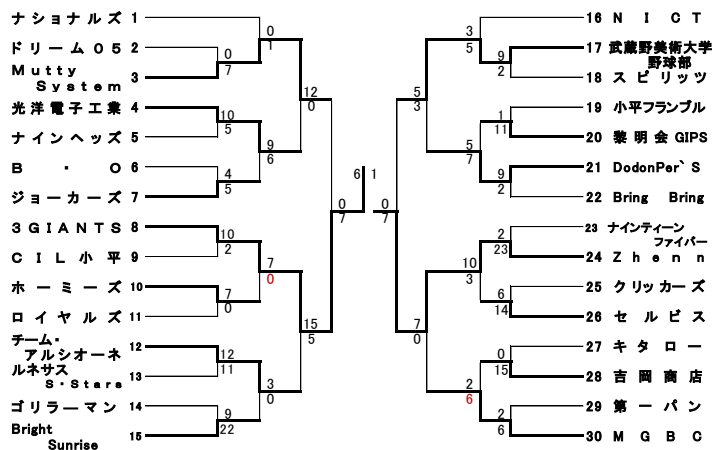 ナショナルズ 1
ドリーム05 2
Mutty System 3
光洋電子工業 4
ナインヘッズ 5
B・O 6
ジョーカーズ 7
3GIANTS 8
CIL小平 9
ホーミーズ 10
ロイヤルズ 11
チーム・アルシオーネ 12
ルネサスS・Stars 13
ゴリラーマン 14
Bright Sunrise 15
0
7
0
1
10
5
4
5
9
6
12
0
10
2
7
0
7
0
12
11
9
22
3
0
15
5
0
7
6 1
0
7
5
3
3
5
9
2
1
11
5
7
9
2
2
23
10
3
6
14
7
0
0
15
2
6
2
6
16 NICT
17 武蔵野美術大学野球部
18 スピリッツ
19 小平フランブル
20 黎明会GIPS
21 DodonPer`S
22 Bring Bring
23 ナインティーンファイバー
24 Zhenn
25 クリッカーズ
26 セルビス
27 キタロー
28 吉岡商店
29 第一パン
30 MGBC